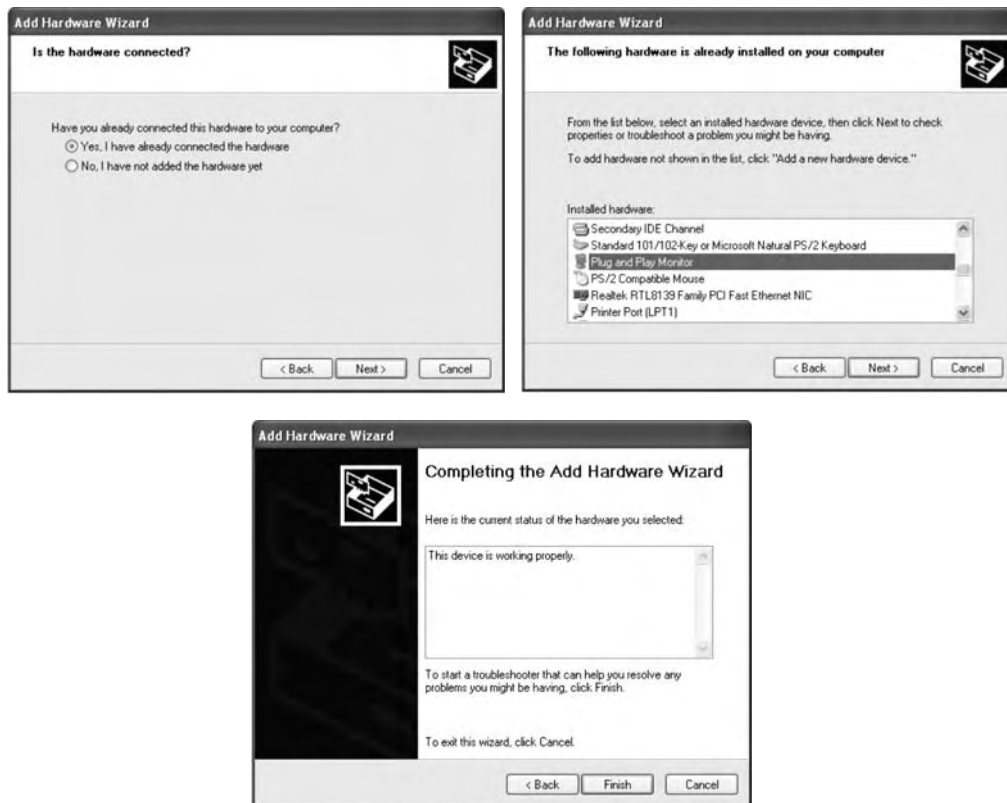 Add Hardware Wizard
Is the hardware connected?
Have you already connected this hardware to your computer?
Yes, I have already connected the hardware
No, I have not added the hardware yet
< Back Next > Cancel
Add Hardware Wizard
The following hardware is already installed on your computer
From the list below, select an installed hardware device, then click Next to check
properties or troubleshoot a problem you might be having.
To add hardware not shown in the list, click "Add a new hardware device."
Installed hardware:
Secondary IDE Channel
Standard 101/102-Key or Microsoft Natural PS/2 Keyboard
Plug and Play Monitor
PS/2 Compatible Mouse
Realtek RTL8139 Family PCI Fast Ethernet NIC
Printer Port (LPT1)
< Back Next > Cancel
Add Hardware Wizard
Completing the Add Hardware Wizard
Here is the current status of the hardware you selected:
This device is working properly.
To start a troubleshooter that can help you resolve any
problems you might be having, click Finish.
To exit this wizard, click Cancel.
< Back Finish Cancel